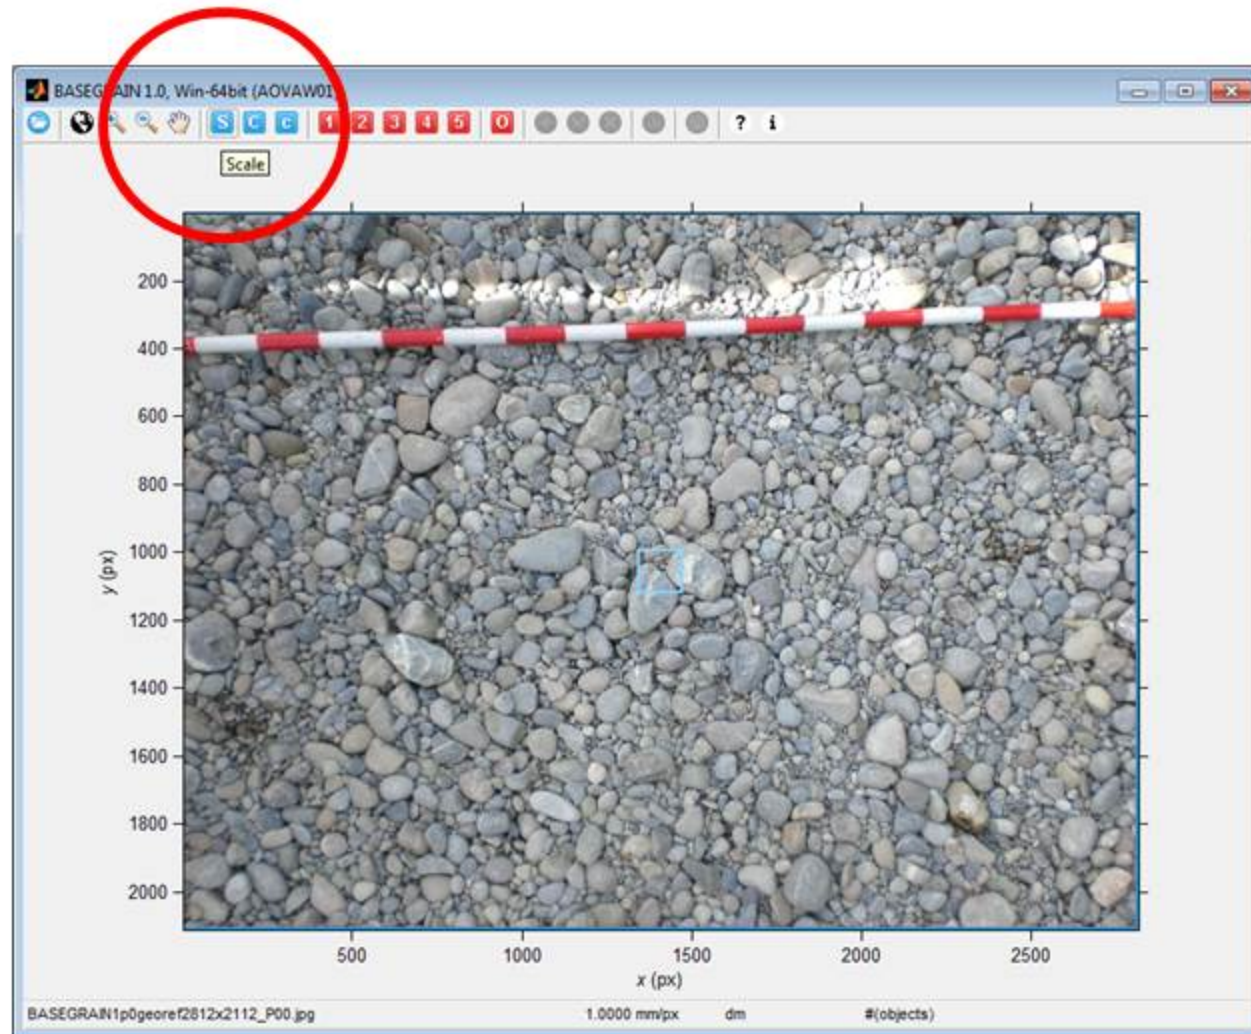 BASEGRAIN 1.0, Win-64bit (AOVAW01
S C c 1 2 3 4 5 O ? i
Scale
200
400
600
800
1000
1200
1400
1600
1800
2000
y (px)
500 1000 1500 2000 2500
x (px)
BASEGRAIN1p0georef2812x2112_P00.jpg 1.0000 mm/px dm #(objects)